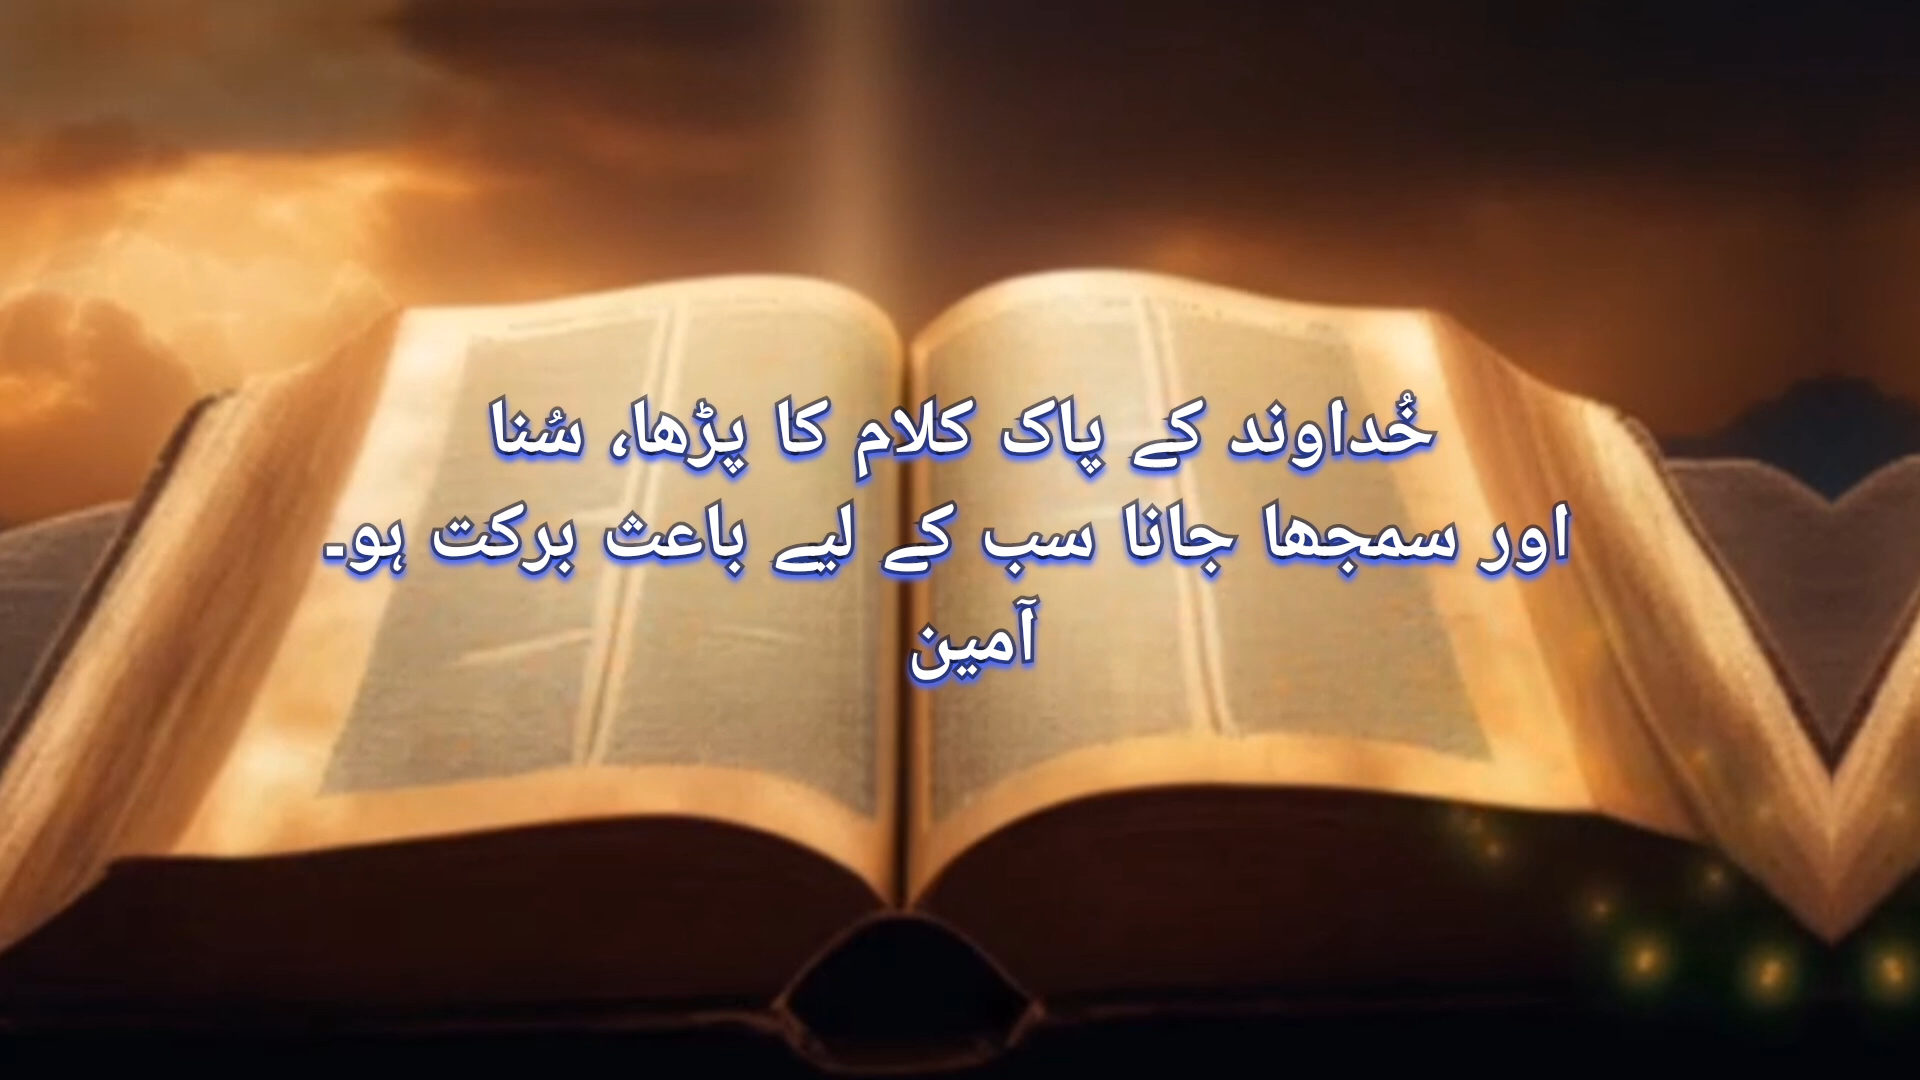 خُداوند کے پاک کلام کا پڑھا، سُنا
اور سمجھا جانا سب کے لیے باعث برکت ہو۔
آمین